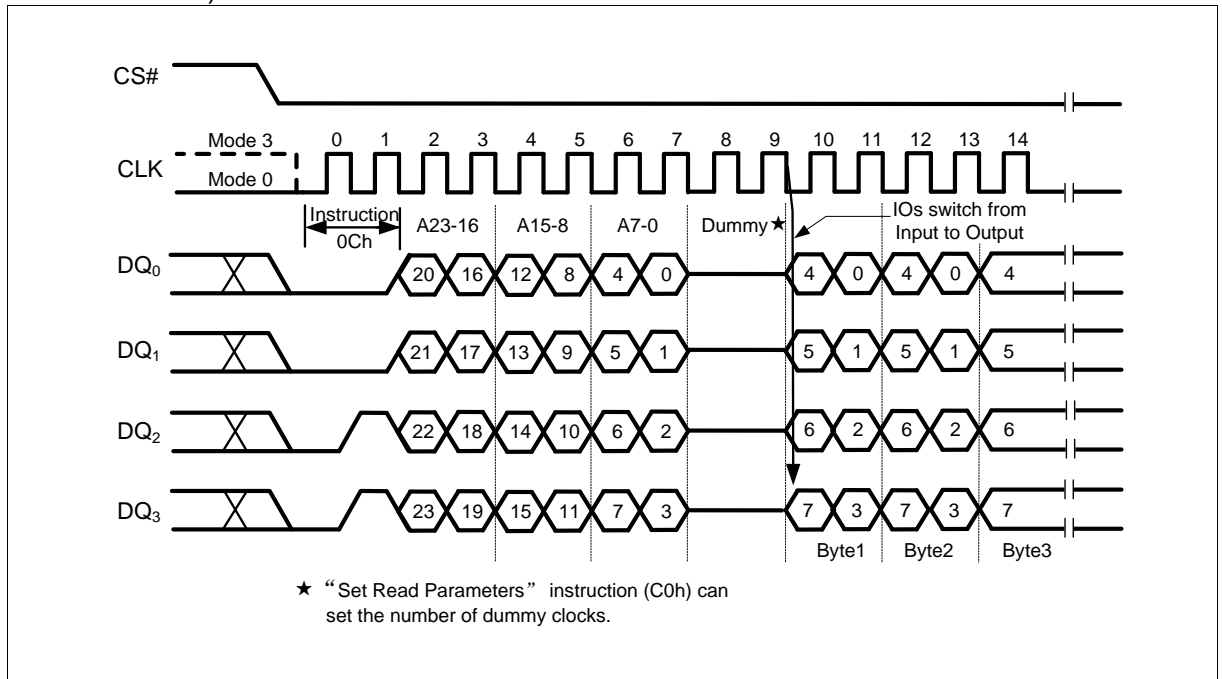 CS#
Mode 3
0 1 2 3 4 5 6 7 8 9 10 11 12 13 14
CLK
Mode 0
Instruction
0Ch
A23-16 A15-8 A7-0 Dummy★
IOs switch from
Input to Output
DQ0 20 16 12 8 4 0 4 0 4 0 4
DQ1 21 17 13 9 5 1 5 1 5 1 5
DQ2 22 18 14 10 6 2 6 2 6 2 6
DQ3 23 19 15 11 7 3 7 3 7 3 7
Byte1 Byte2 Byte3
★ “Set Read Parameters” instruction (C0h) can
set the number of dummy clocks.